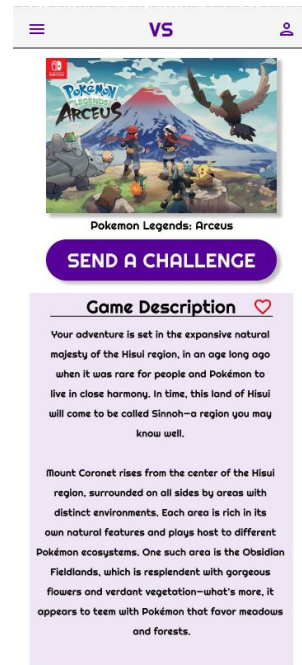 VS
Pokémon
LEGENDS
ARCEUS
Pokemon Legends: Arceus
SEND A CHALLENGE
Game Description
Your adventure is set in the expansive natural
majesty of the Hisui region, in an age long ago
when it was rare for people and Pokémon to
live in close harmony. In time, this land of Hisui
will come to be called Sinnoh—a region you may
know well.
Mount Coronet rises from the center of the Hisui
region, surrounded on all sides by areas with
distinct environments. Each area is rich in its
own natural features and plays host to different
Pokémon ecosystems. One such area is the Obsidian
Fieldlands, which is resplendent with gorgeous
flowers and verdant vegetation—what's more, it
appears to teem with Pokémon that favor meadows
and forests.